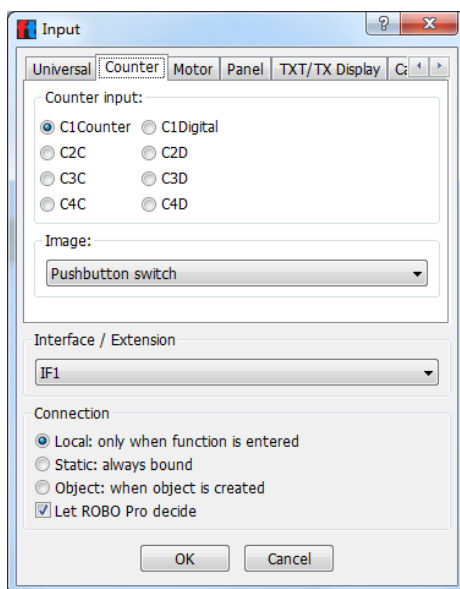 Input
Universal Counter Motor Panel TXT/TX Display
Counter input:
C1Counter C1Digital
C2C C2D
C3C C3D
C4C C4D
Image:
Pushbutton switch
Interface / Extension
IF1
Connection
Local: only when function is entered
Static: always bound
Object: when object is created
Let ROBO Pro decide
OK Cancel